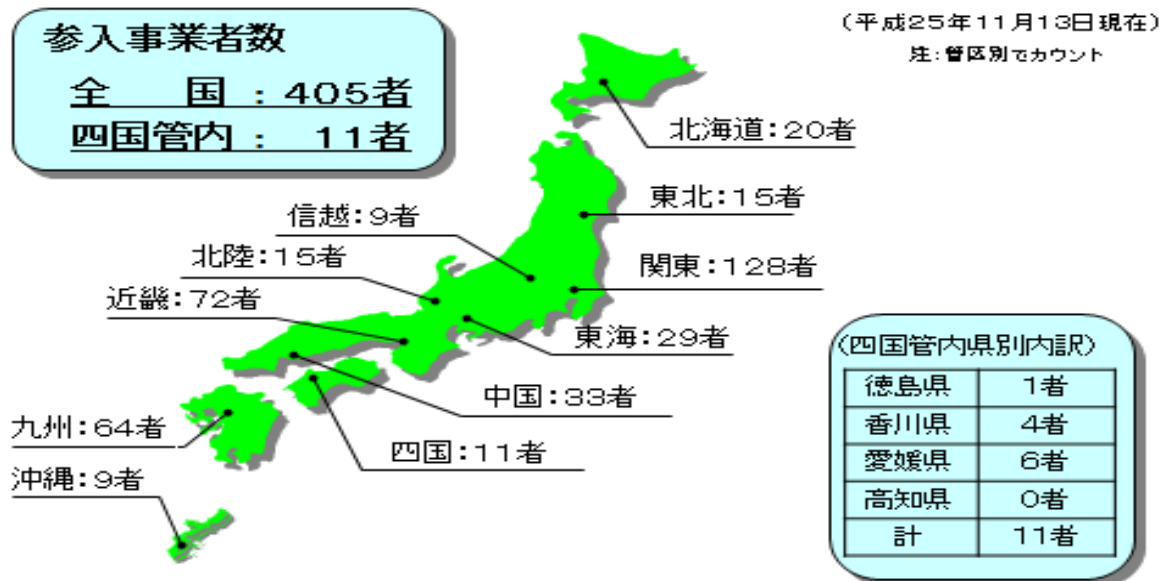 参入事業者数
全　国 : 405者
四国管内 : 11者
(平成25年11月13日現在)
注:管区別でカウント
北海道:20者
東北:15者
信越:9者
北陸:15者
関東:128者
近畿:72者
東海:29者
中国:33者
九州:64者
四国:11者
沖縄:9者
(四国管内県別内訳)
徳島県 1者
香川県 4者
愛媛県 6者
高知県 0者
計 11者